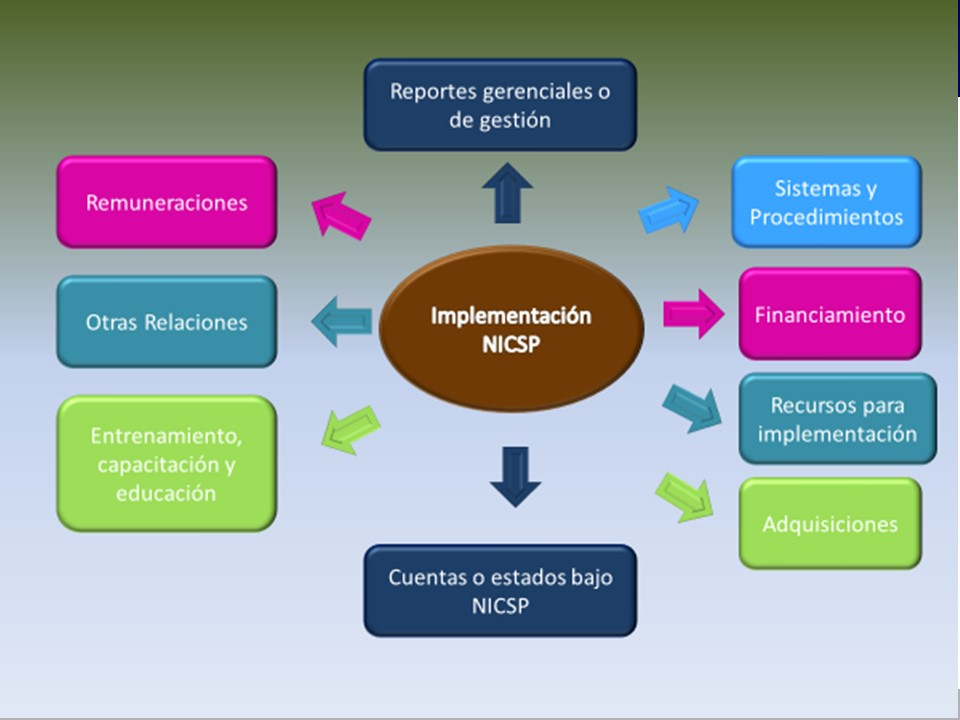 Reportes gerenciales o
de gestión
Remuneraciones
Sistemas y
Procedimientos
Otras Relaciones
Implementación
NICSP
Financiamiento
Entrenamiento,
capacitación y
educación
Recursos para
implementación
Adquisiciones
Cuentas o estados bajo
NICSP